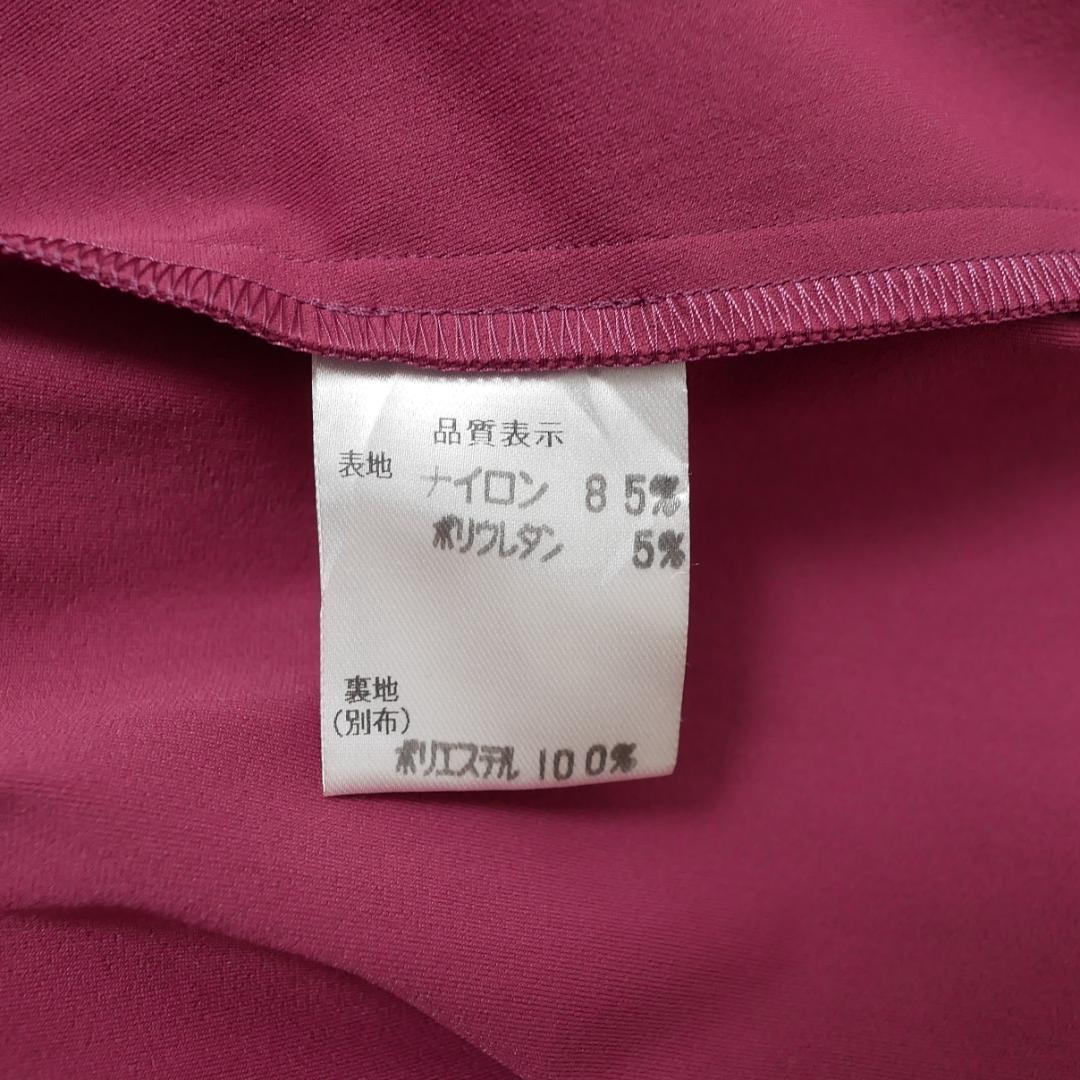 品質表示
表地 ナイロン 85%
ポリウレタン 5%
裏地
(別布)
ポリエステル 100%